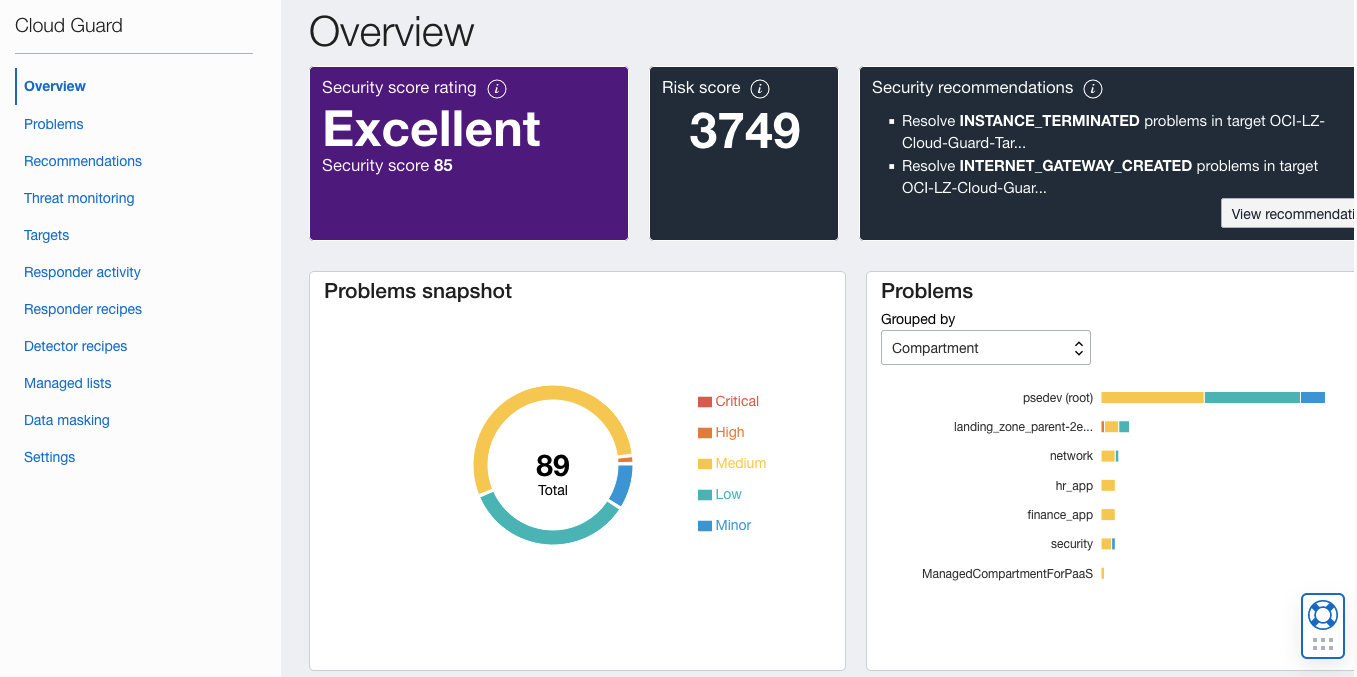 Cloud Guard
Overview
Problems
Recommendations
Threat monitoring
Targets
Responder activity
Responder recipes
Detector recipes
Managed lists
Data masking
Settings
Overview
Security score rating i
Excellent
Security score 85
Risk score i
3749
Security recommendations i
Resolve INSTANCE_TERMINATED problems in target OCI-LZ-
Cloud-Guard-Tar...
Resolve INTERNET_GATEWAY_CREATED problems in target
OCI-LZ-Cloud-Guar...
View recommendati
Problems snapshot
89
Total
Critical
High
Medium
Low
Minor
Problems
Grouped by
Compartment
psedev (root)
landing_zone_parent-2e...
network
hr_app
finance_app
security
ManagedCompartmentForPaaS